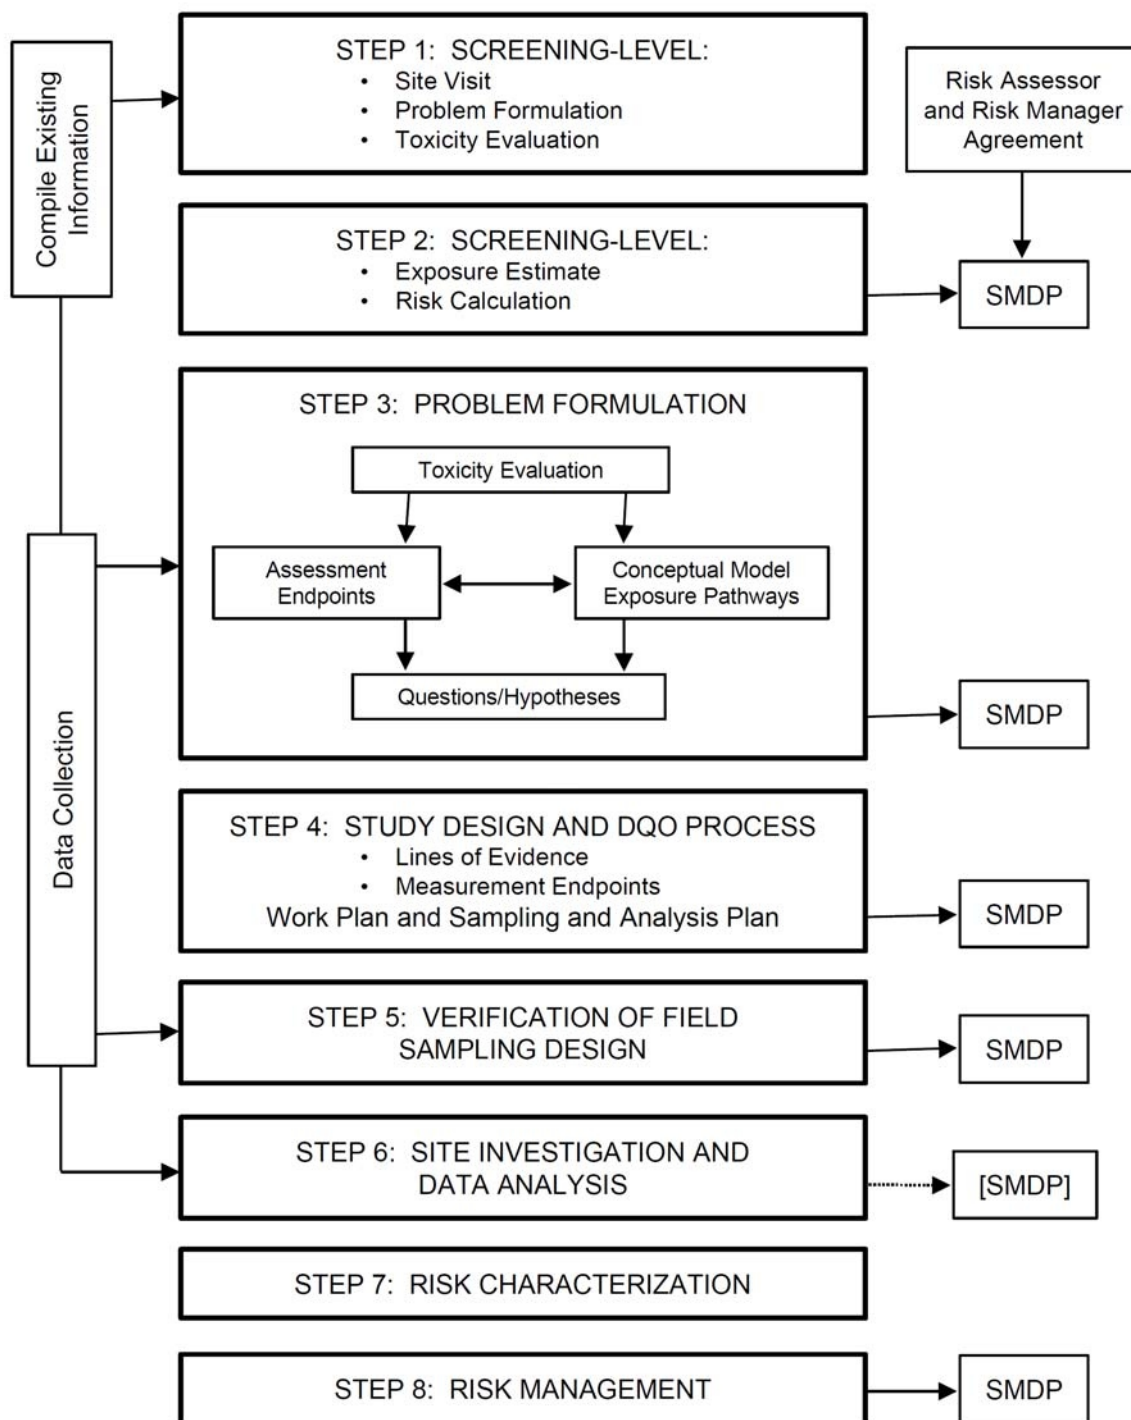 Compile Existing
Information
STEP 1: SCREENING-LEVEL:
• Site Visit
• Problem Formulation
• Toxicity Evaluation
Risk Assessor
and Risk Manager
Agreement
STEP 2: SCREENING-LEVEL:
• Exposure Estimate
• Risk Calculation
SMDP
Data Collection
STEP 3: PROBLEM FORMULATION
Toxicity Evaluation
Assessment
Endpoints
Conceptual Model
Exposure Pathways
Questions/Hypotheses
SMDP
STEP 4: STUDY DESIGN AND DQO PROCESS
• Lines of Evidence
• Measurement Endpoints
Work Plan and Sampling and Analysis Plan
SMDP
STEP 5: VERIFICATION OF FIELD
SAMPLING DESIGN
SMDP
STEP 6: SITE INVESTIGATION AND
DATA ANALYSIS
[SMDP]
STEP 7: RISK CHARACTERIZATION
STEP 8: RISK MANAGEMENT
SMDP